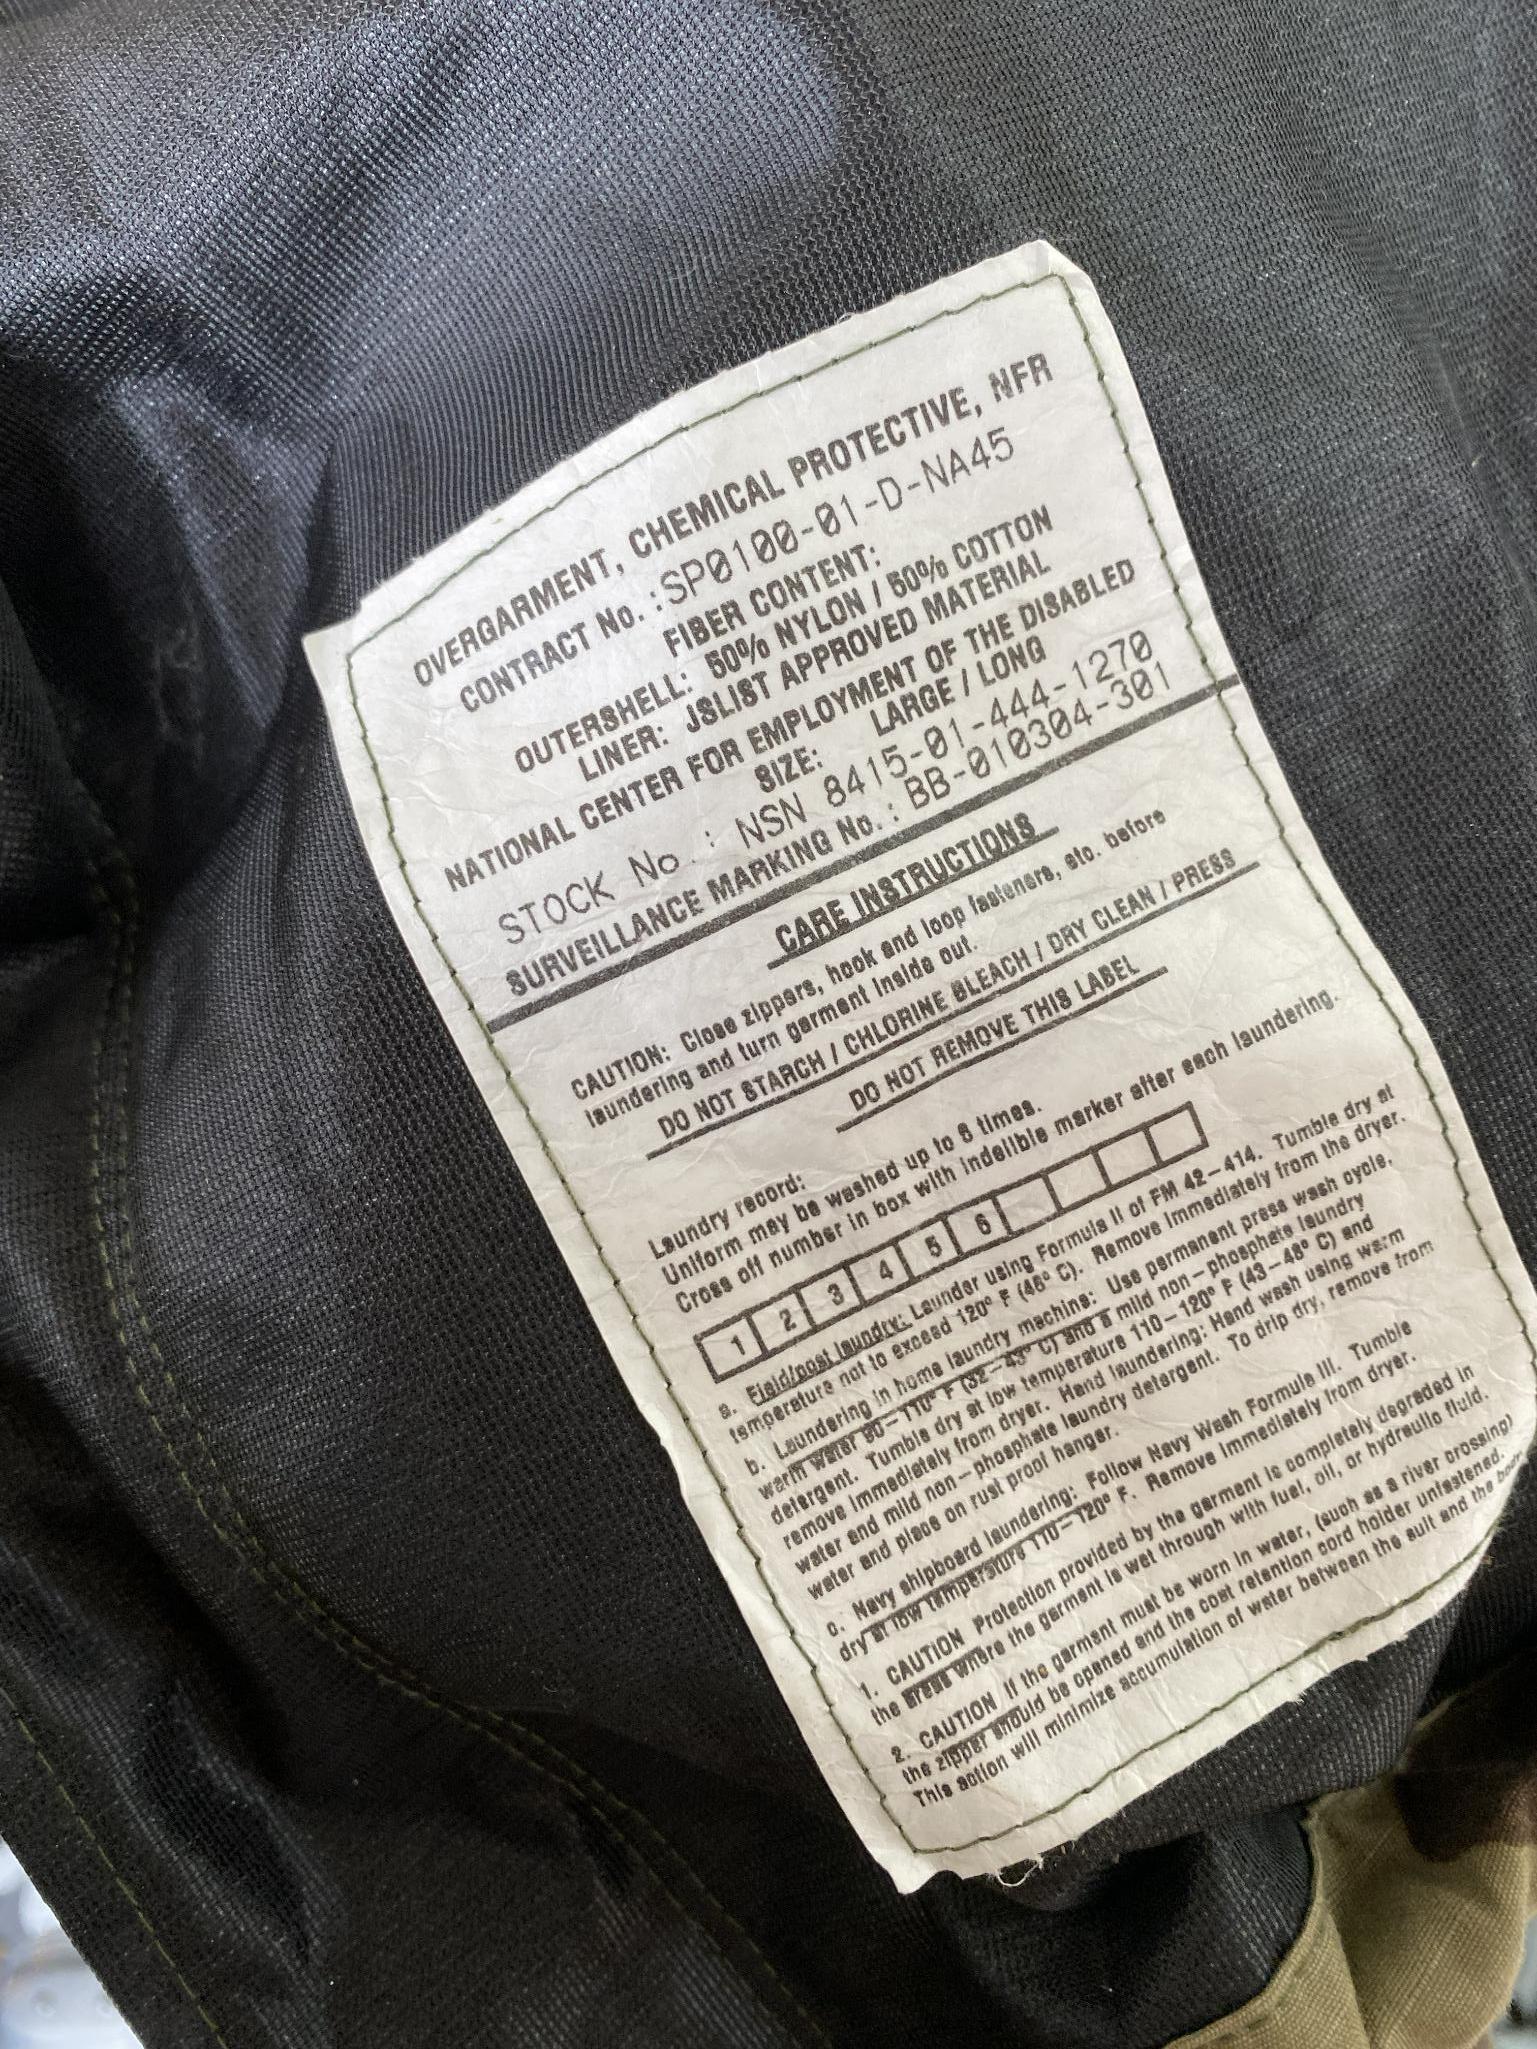 OVERGARMENT, CHEMICAL PROTECTIVE, NFR
CONTRACT No. : SP0100-01-D-NA45
FIBER CONTENT:
OUTERSHELL: 50% NYLON / 50% COTTON
LINER: JSLIST APPROVED MATERIAL
NATIONAL CENTER FOR EMPLOYMENT OF THE DISABLED
SIZE: LARGE / LONG
STOCK No.: NSN 8415-01-444-1270
SURVEILLANCE MARKING No. : BB-010304-301
CARE INSTRUCTIONS
CAUTION: Close zippers, hook and loop fasteners, etc. before
laundering and turn garment inside out.
DO NOT STARCH / CHLORINE BLEACH / DRY CLEAN / PRESS
DO NOT REMOVE THIS LABEL
Laundry record:
Uniform may be washed up to 6 times.
Cross off number in box with indelible marker after each laundering.
1 2 3 4 5 6
a. Field/post laundry: Launder using Formula II of FM 42-414. Tumble dry at
temperature not to exceed 120° F (46° C). Remove immediately from the dryer.
b. Laundering in home laundry machine: Use permanent press wash cycle,
warm water 90-110° F (32-43° C) and a mild non-phosphate laundry
detergent. Tumble dry at low temperature 110-120° F (43-48° C) and
remove immediately from dryer. Hand laundering: Hand wash using warm
water and mild non-phosphate laundry detergent. To drip dry, remove from
water and place on rust proof hanger.
c. Navy shipboard laundering: Follow Navy Wash Formula III. Tumble
dry at low temperature 110-120° F. Remove immediately from dryer.
1. CAUTION Protection provided by the garment is completely degraded in
the areas where the garment is wet through with fuel, oil, or hydraulic fluid.
2. CAUTION If the garment must be worn in water, (such as a river crossing)
the zipper should be opened and the coat retention cord holder unfastened.
This action will minimize accumulation of water between the suit and the body.